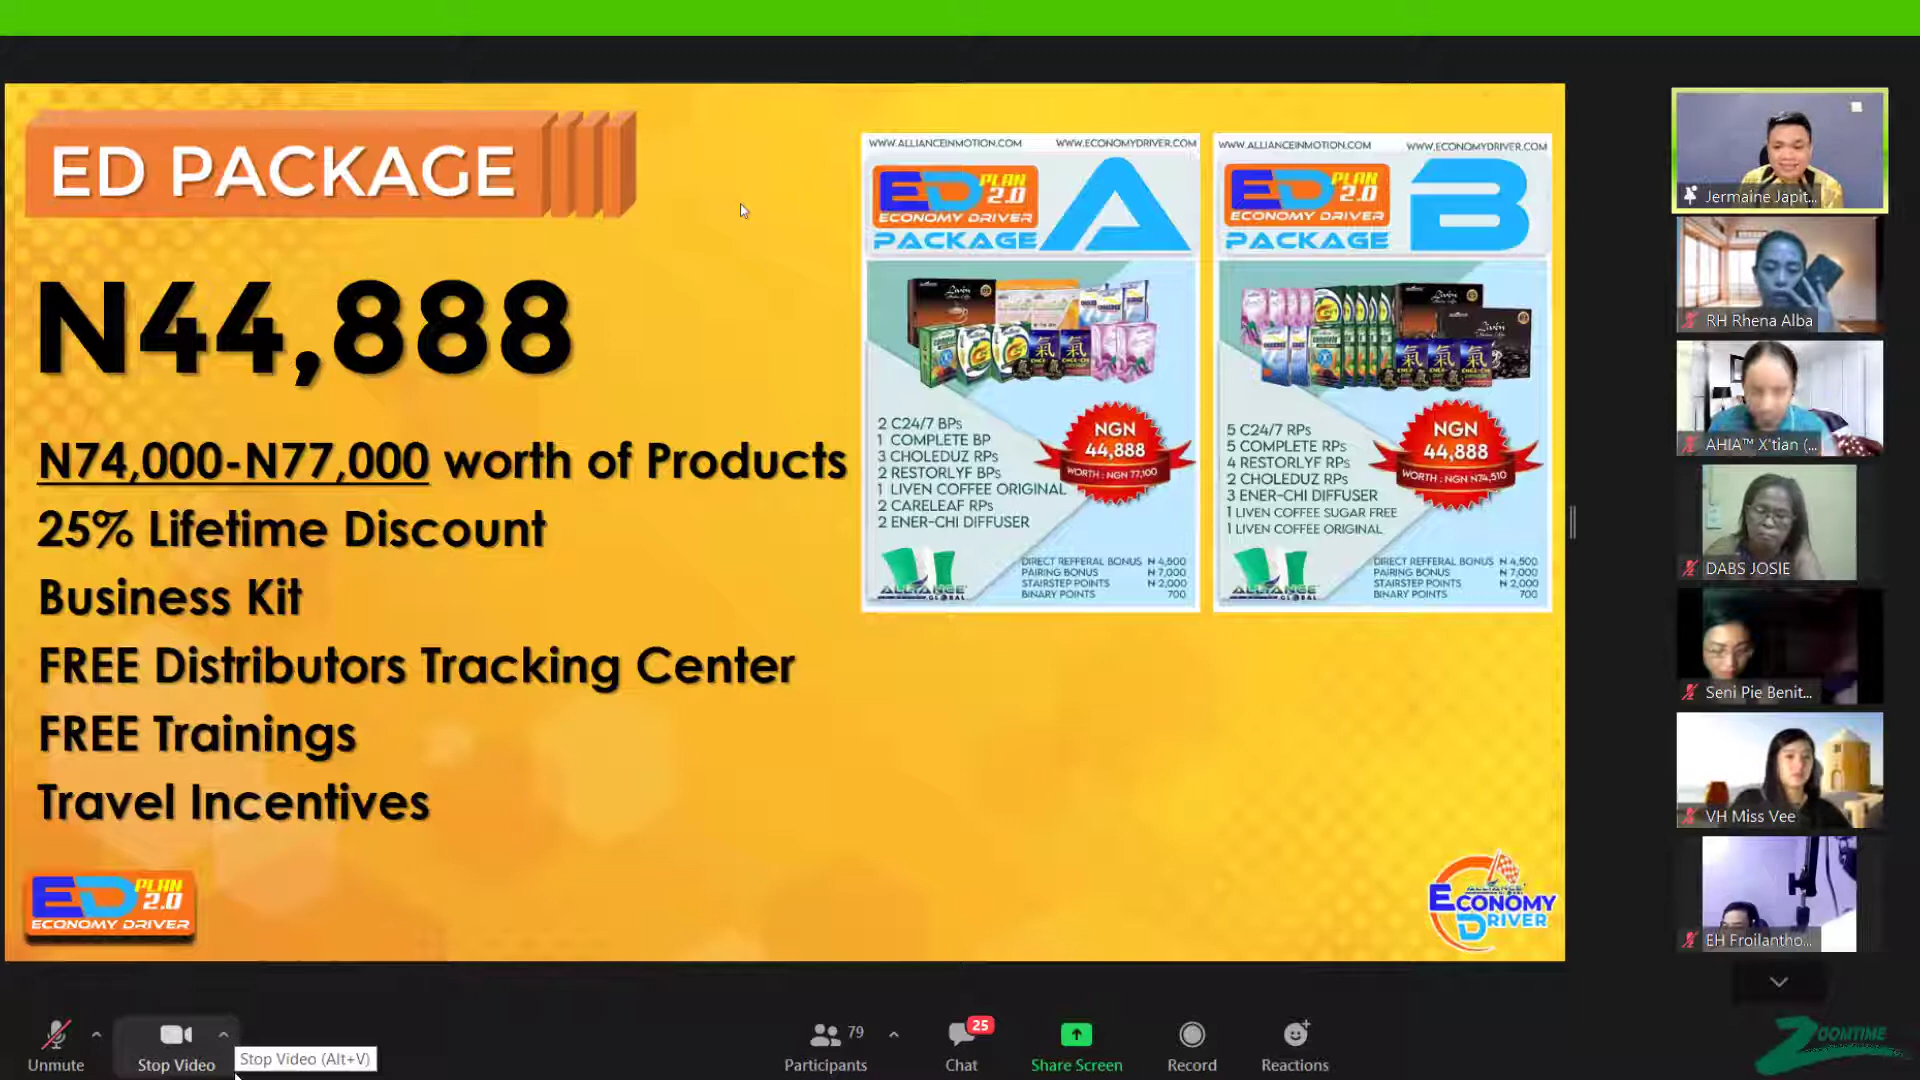 ED PACKAGE
N44,888
N74,000-N77,000 worth of Products
25% Lifetime Discount
Business Kit
FREE Distributors Tracking Center
FREE Trainings
Travel Incentives
ED PLAN 2.0
ECONOMY DRIVER
WWW.ALLIANCEINMOTION.COM WWW.ECONOMYDRIVER.COM
ED PLAN 2.0
ECONOMY DRIVER
PACKAGE A
2 C24/7 BPs
1 COMPLETE BP
3 CHOLEDUZ RPs
2 RESTORLYF BPs
1 LIVEN COFFEE ORIGINAL
2 CARELEAF RPs
2 ENER-CHI DIFFUSER
NGN
44,888
WORTH : NGN 77,100
DIRECT REFFERAL BONUS N 4,500
PAIRING BONUS N 7,000
STAIRSTEP POINTS N 2,000
BINARY POINTS 700
ALLIANCE
GLOBAL
WWW.ALLIANCEINMOTION.COM WWW.ECONOMYDRIVER.COM
ED PLAN 2.0
ECONOMY DRIVER
PACKAGE B
5 C24/7 RPs
5 COMPLETE RPs
4 RESTORLYF RPs
2 CHOLEDUZ RPs
3 ENER-CHI DIFFUSER
1 LIVEN COFFEE SUGAR FREE
1 LIVEN COFFEE ORIGINAL
NGN
44,888
WORTH : NGN N74,510
DIRECT REFFERAL BONUS N 4,500
PAIRING BONUS N 7,000
STAIRSTEP POINTS N 2,000
BINARY POINTS 700
ALLIANCE
GLOBAL
ALLIANCE
ECONOMY
DRIVER
Jermaine Japit...
RH Rhena Alba
AHIA™ X'tian (...
DABS JOSIE
Seni Pie Benit...
VH Miss Vee
EH Froilantho...
Unmute
Stop Video
Stop Video (Alt+V)
79
Participants
25
Chat
Share Screen
Record
Reactions
ZOOMTIME